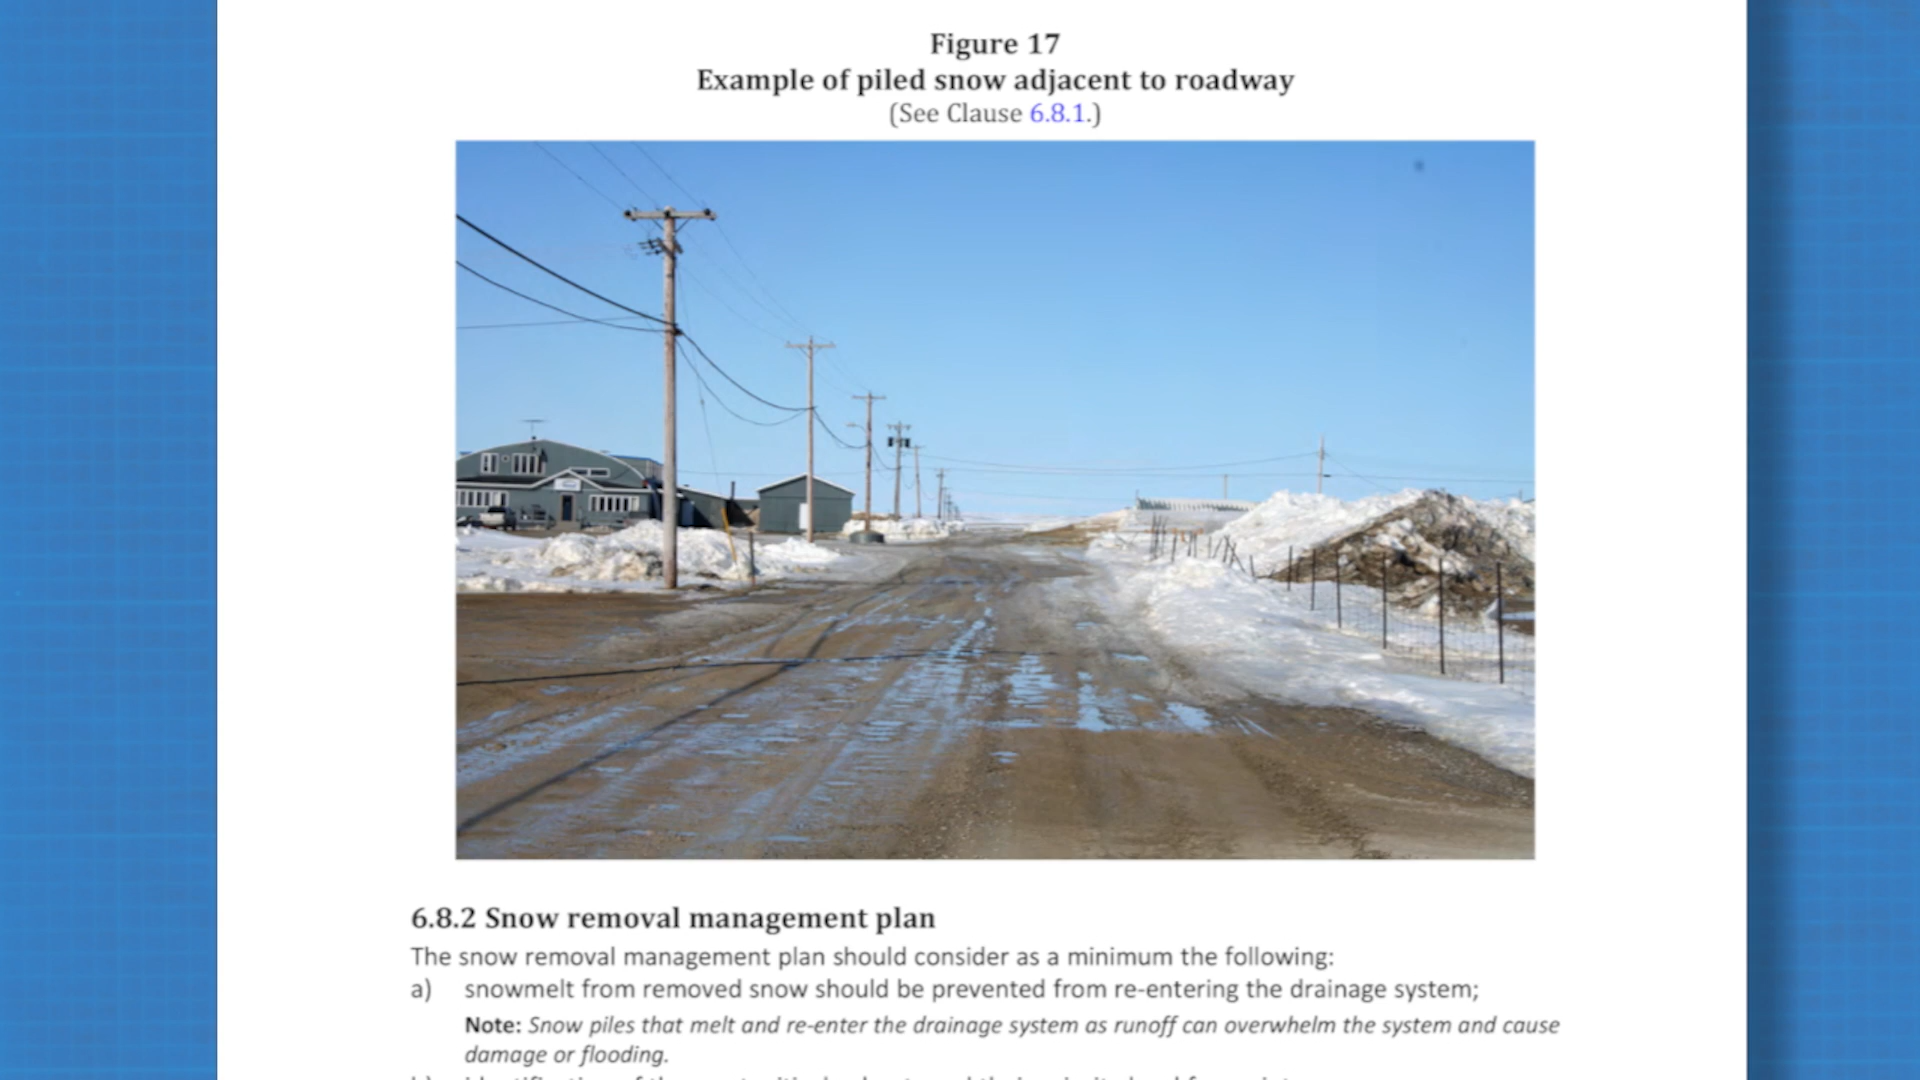 Figure 17
Example of piled snow adjacent to roadway
(See Clause 6.8.1.)
6.8.2 Snow removal management plan
The snow removal management plan should consider as a minimum the following:
a) snowmelt from removed snow should be prevented from re-entering the drainage system;
Note: Snow piles that melt and re-enter the drainage system as runoff can overwhelm the system and cause
damage or flooding.